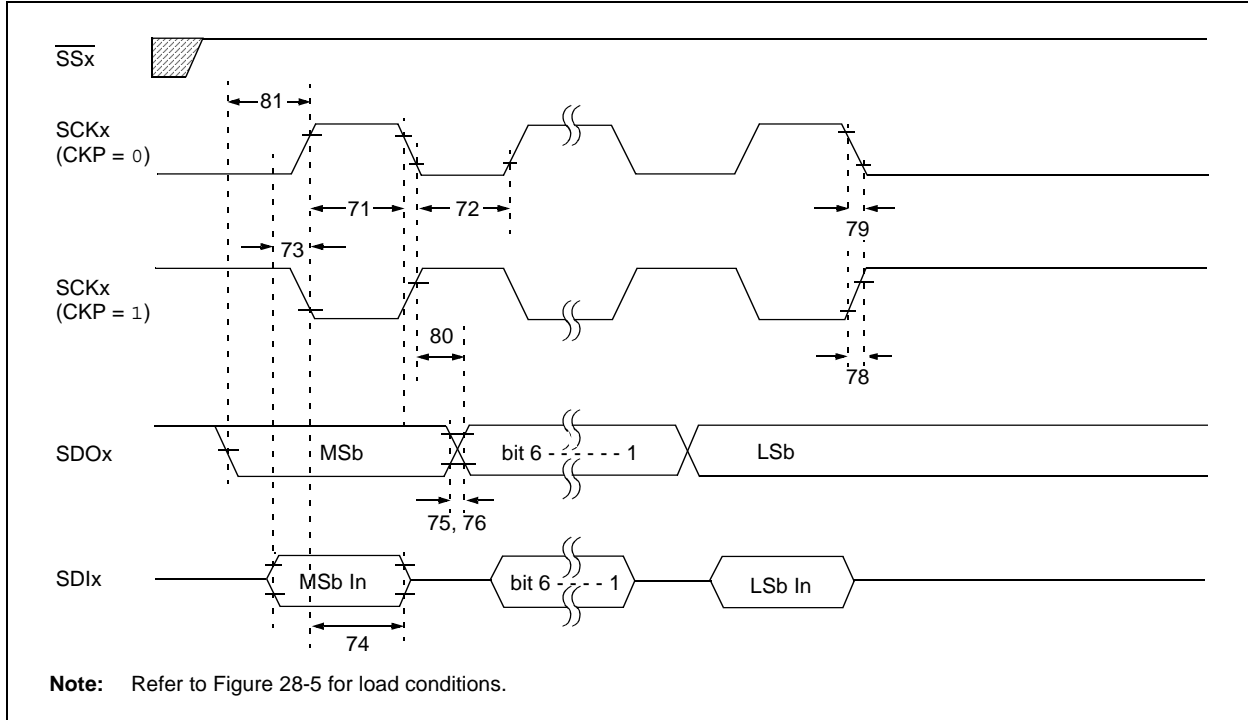 SSx
81
SCKx
(CKP = 0)
71
72
79
73
SCKx
(CKP = 1)
80
78
SDOx
MSb
bit 6 - - - - - - 1
LSb
75, 76
SDIx
MSb In
bit 6 - - - - 1
LSb In
74
Note: Refer to Figure 28-5 for load conditions.